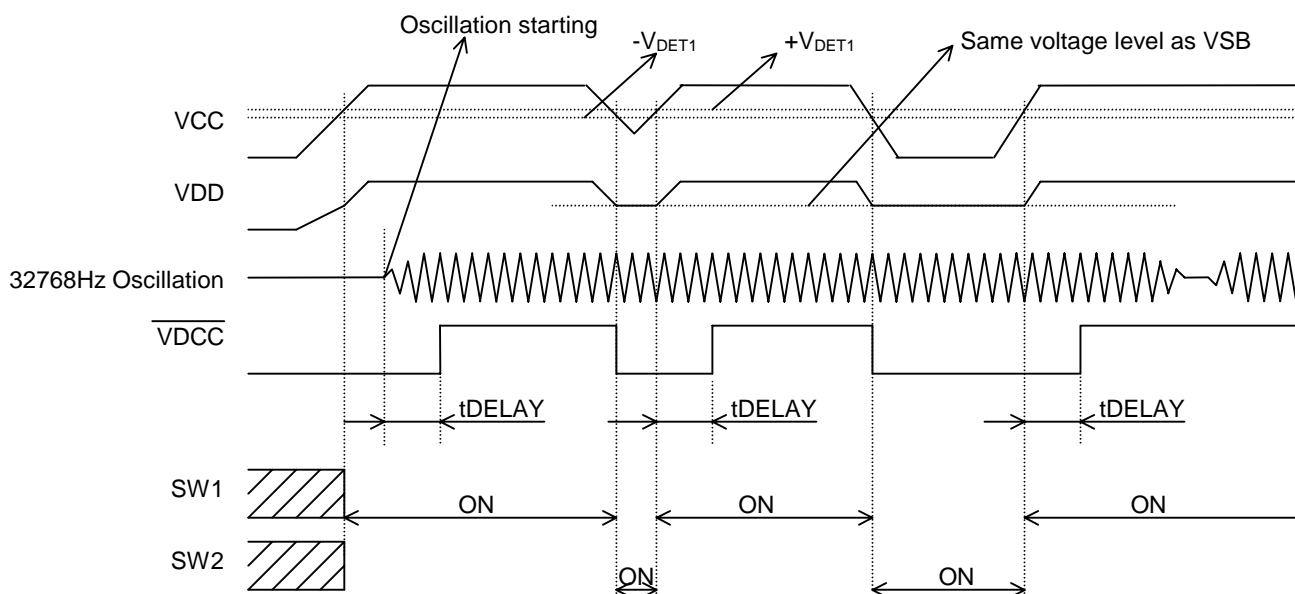 Oscillation starting
-VDET1
+VDET1
Same voltage level as VSB
VCC
VDD
32768Hz Oscillation
VDCC
tDELAY
tDELAY
tDELAY
SW1
ON
ON
ON
SW2
ON
ON